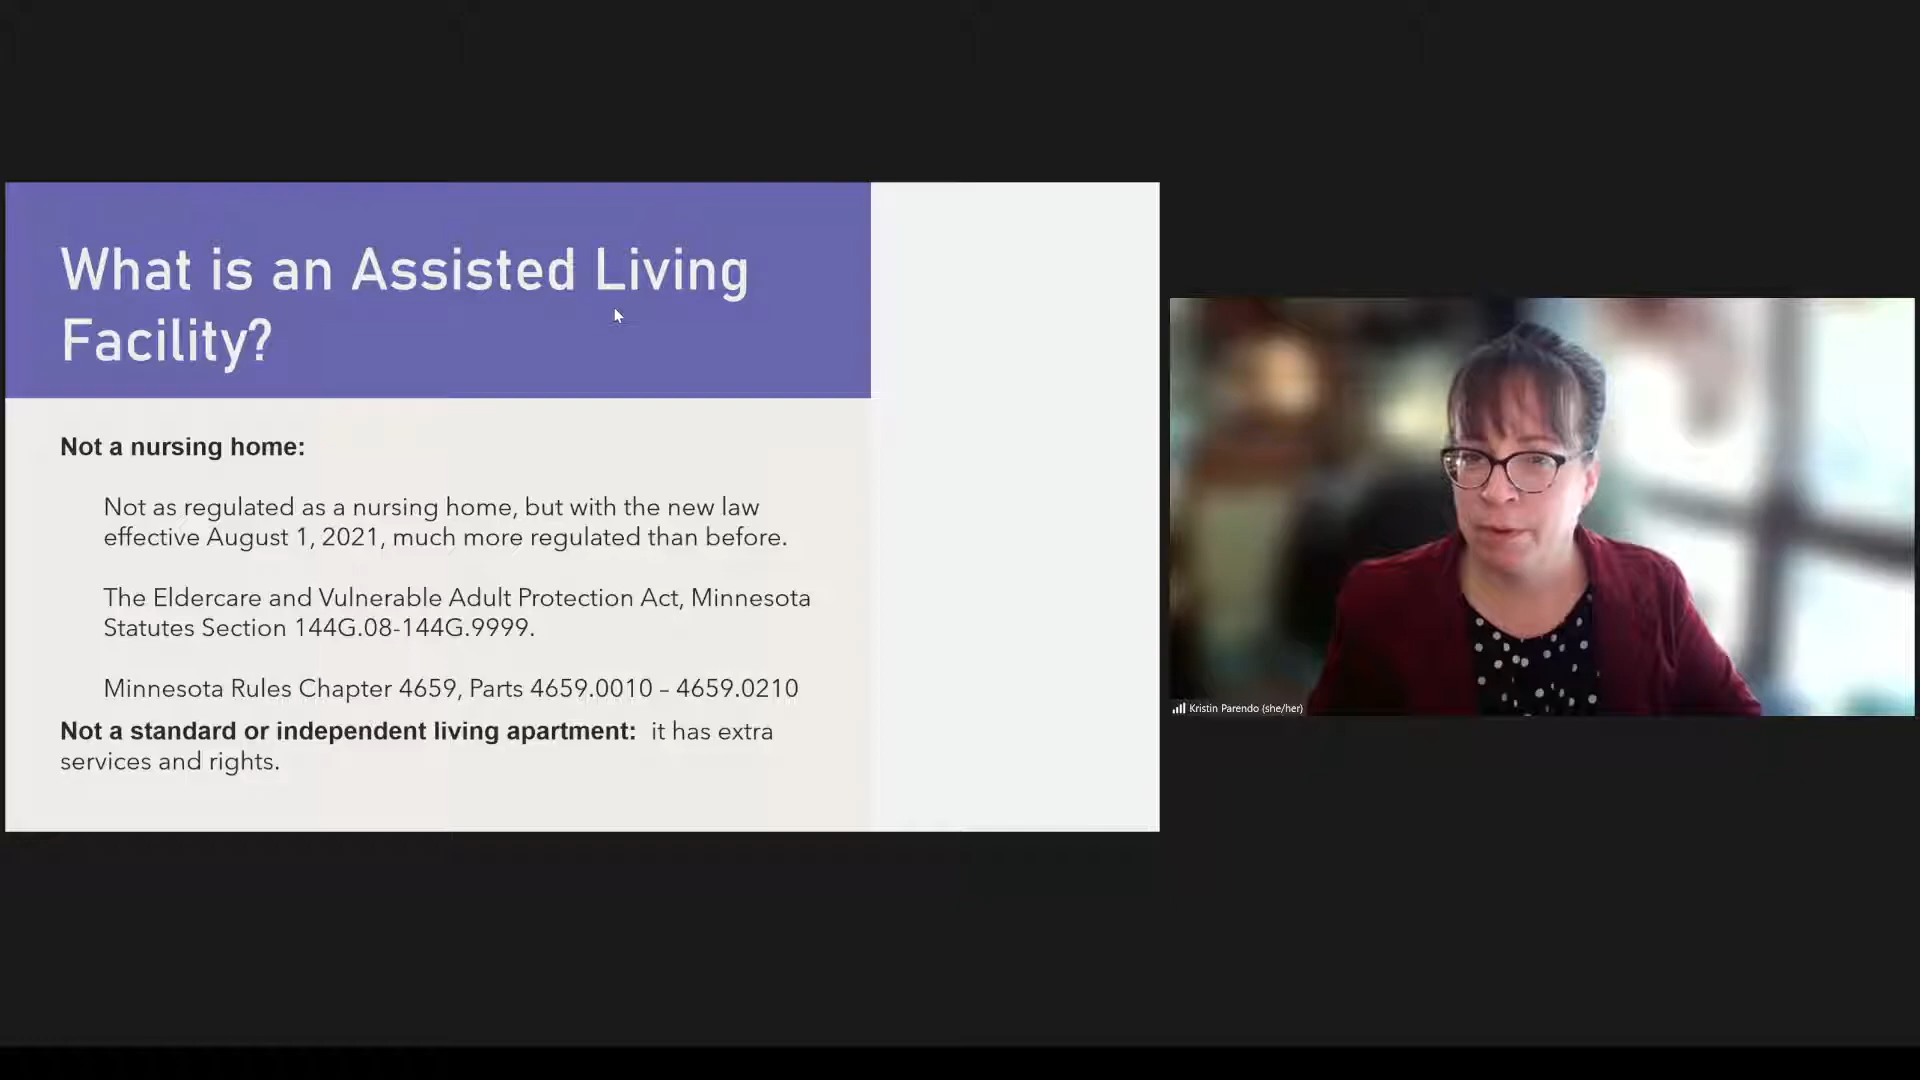 What is an Assisted Living
Facility?
Not a nursing home:
Not as regulated as a nursing home, but with the new law
effective August 1, 2021, much more regulated than before.
The Eldercare and Vulnerable Adult Protection Act, Minnesota
Statutes Section 144G.08-144G.9999.
Minnesota Rules Chapter 4659, Parts 4659.0010 – 4659.0210
Not a standard or independent living apartment: it has extra
services and rights.
Kristin Parendo (she/her)